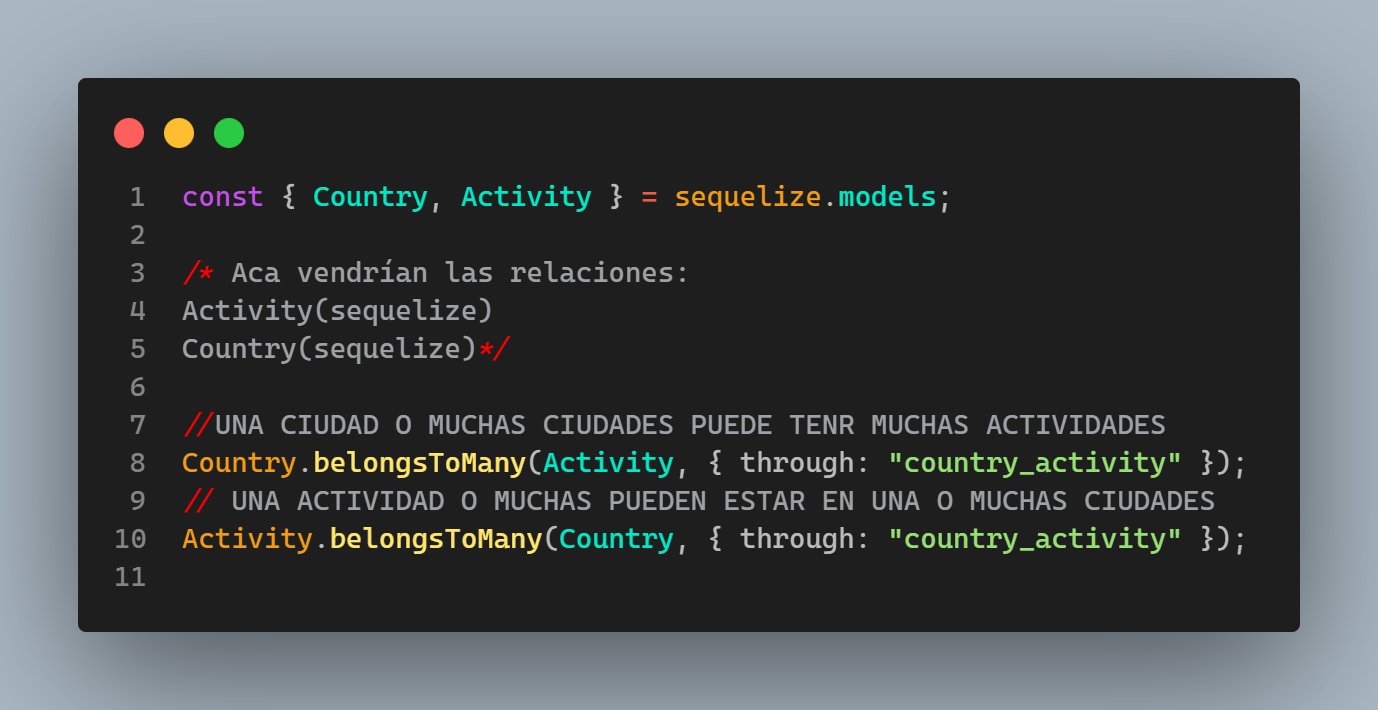 1 const { Country, Activity } = sequelize.models;
2
3 /* Aca vendrían las relaciones:
4 Activity(sequelize)
5 Country(sequelize)*/
6
7 //UNA CIUDAD O MUCHAS CIUDADES PUEDE TENR MUCHAS ACTIVIDADES
8 Country.belongsToMany(Activity, { through: "country_activity" });
9 // UNA ACTIVIDAD O MUCHAS PUEDEN ESTAR EN UNA O MUCHAS CIUDADES
10 Activity.belongsToMany(Country, { through: "country_activity" });
11